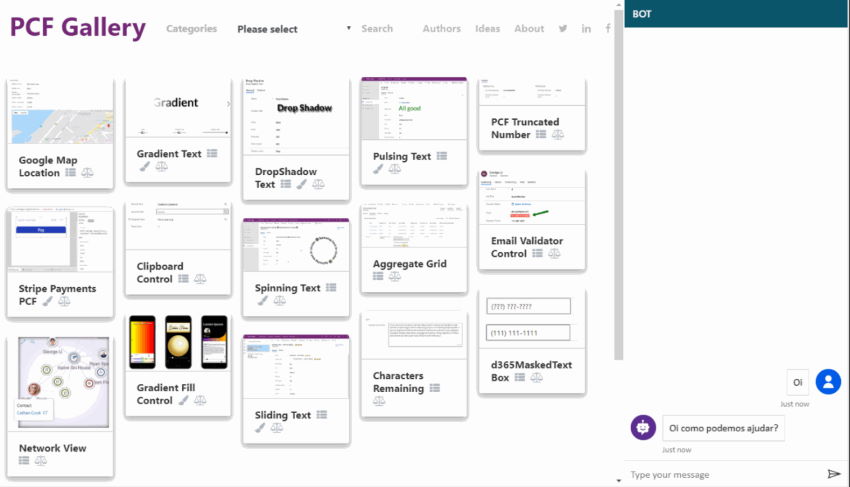 PCF Gallery
Categories
Please select
Search
Authors
Ideas
About
BOT
Google Map
Location
Gradient
Gradient Text
Drop Shadow
DropShadow
Text
All good
Pulsing Text
PCF Truncated
Number
Pay
Stripe Payments
PCF
Clipboard
Control
Spinning Text
Aggregate Grid
Email Validator
Control
Network View
Gradient Fill
Control
Sliding Text
Characters
Remaining
(???) ???-????
(111) 111-1111
d365MaskedText
Box
Oi
Just now
Oi como podemos ajudar?
Just now
Type your message